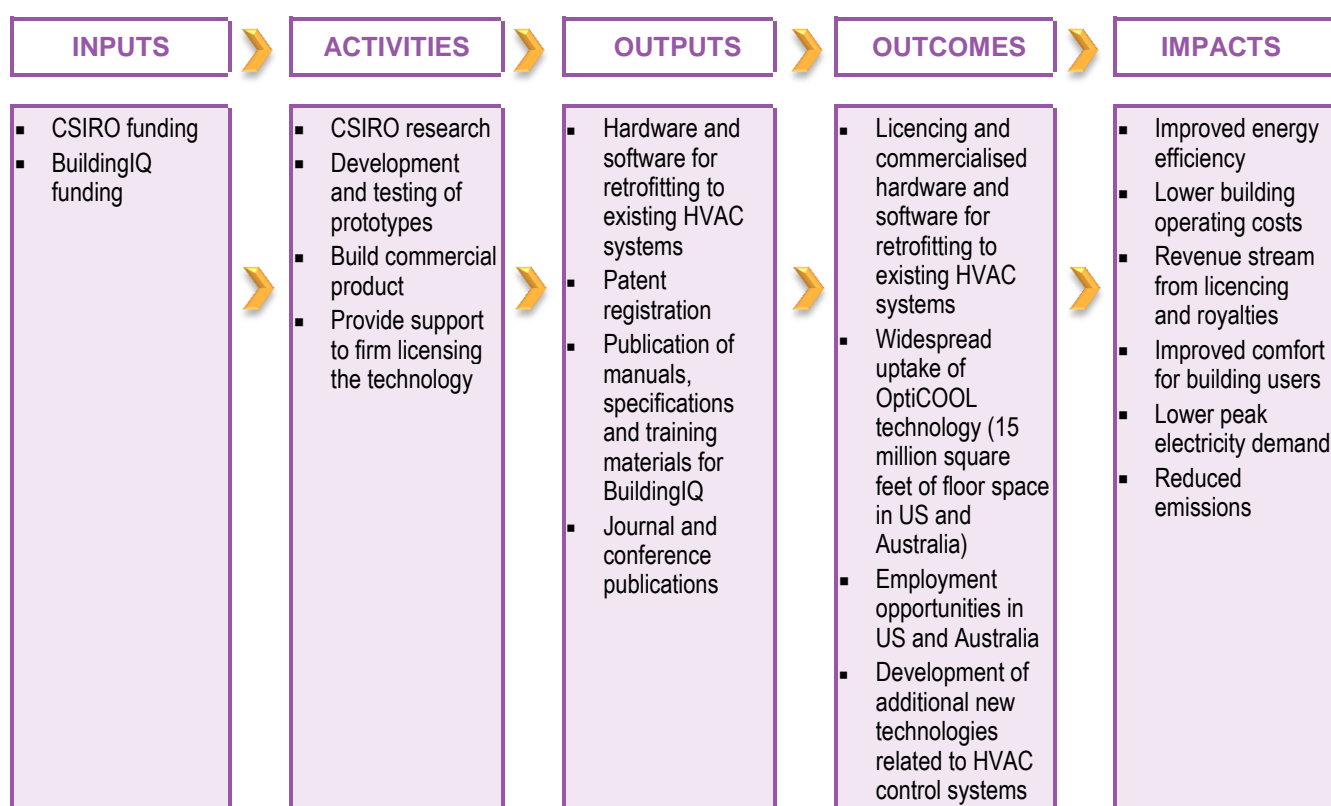 INPUTS
ACTIVITIES
OUTPUTS
OUTCOMES
IMPACTS
▪ CSIRO funding
▪ BuildingIQ
funding
▪ CSIRO research
▪ Development
and testing of
prototypes
▪ Build commercial
product
▪ Provide support
to firm licensing
the technology
▪ Hardware and
software for
retrofitting to
existing HVAC
systems
▪ Patent
registration
▪ Publication of
manuals,
specifications
and training
materials for
BuildingIQ
▪ Journal and
conference
publications
▪ Licencing and
commercialised
hardware and
software for
retrofitting to
existing HVAC
systems
▪ Widespread
uptake of
OptiCOOL
technology (15
million square
feet of floor space
in US and
Australia)
▪ Employment
opportunities in
US and Australia
▪ Development of
additional new
technologies
related to HVAC
control systems
▪ Improved energy
efficiency
▪ Lower building
operating costs
▪ Revenue stream
from licencing
and royalties
▪ Improved comfort
for building users
▪ Lower peak
electricity demand
▪ Reduced
emissions